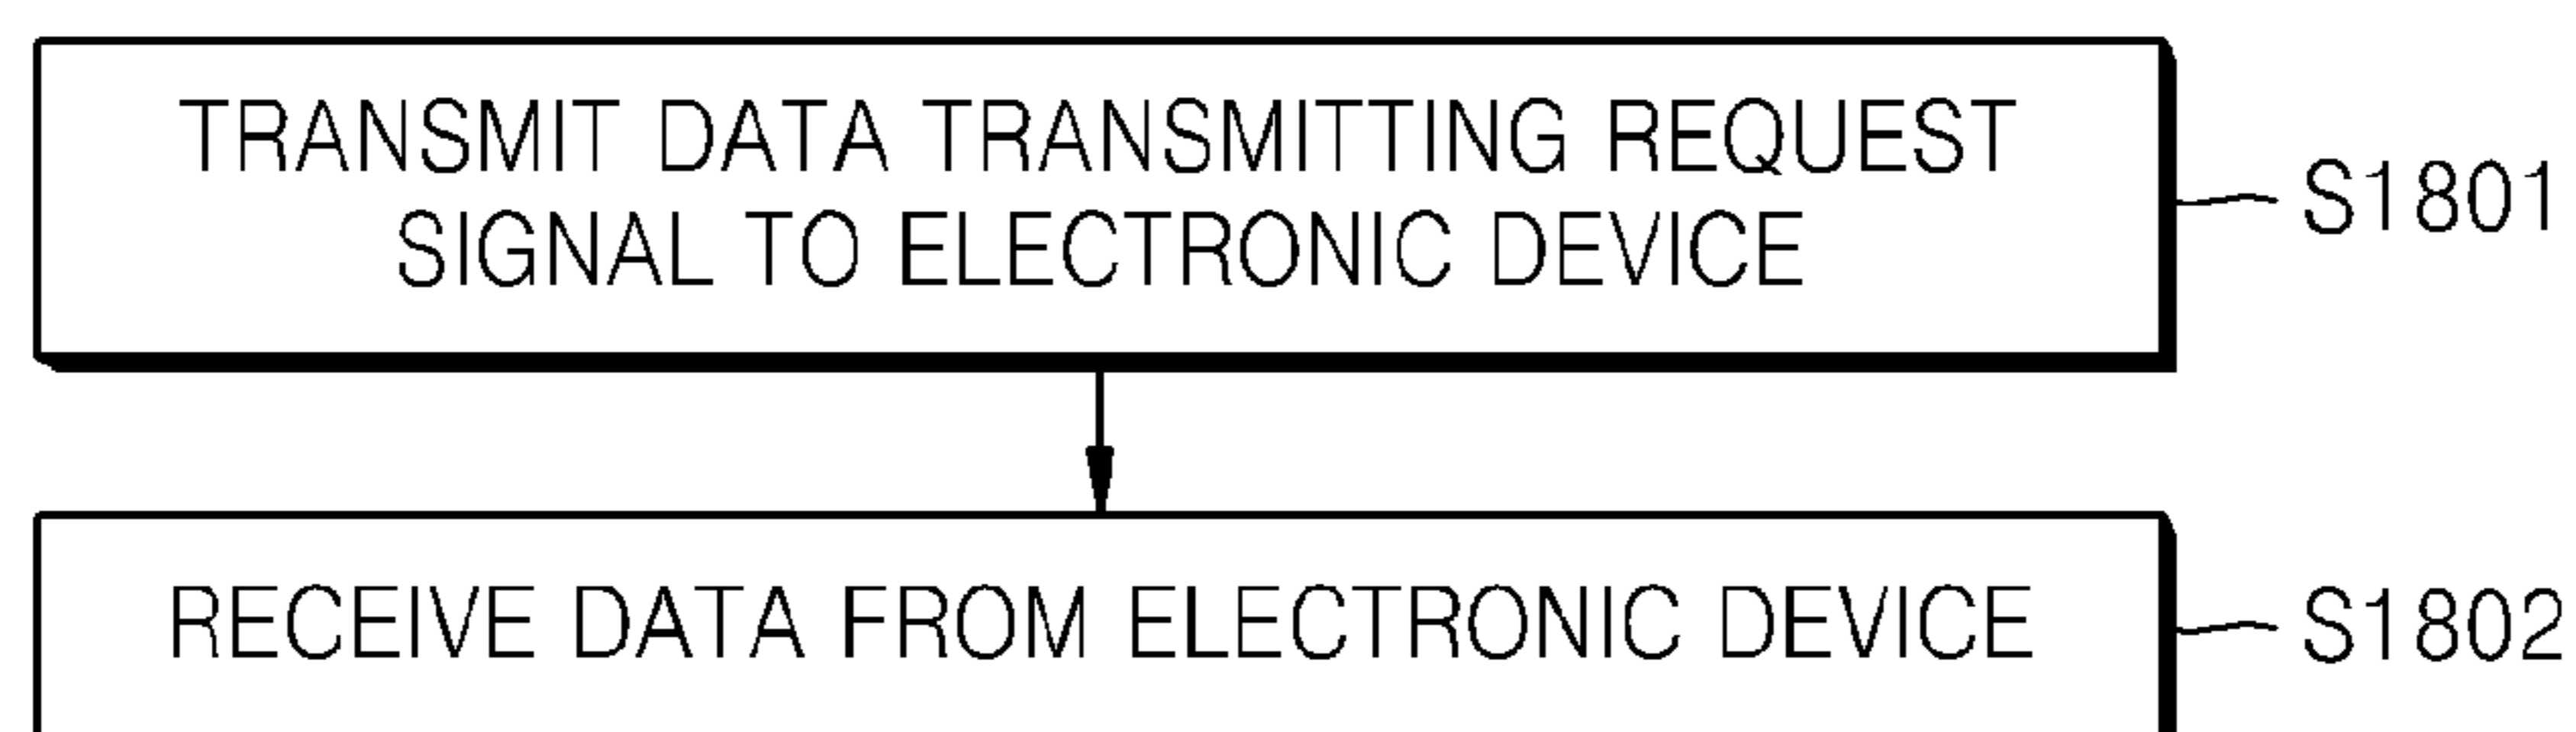 TRANSMIT DATA TRANSMITTING REQUEST
SIGNAL TO ELECTRONIC DEVICE
S1801
RECEIVE DATA FROM ELECTRONIC DEVICE
S1802